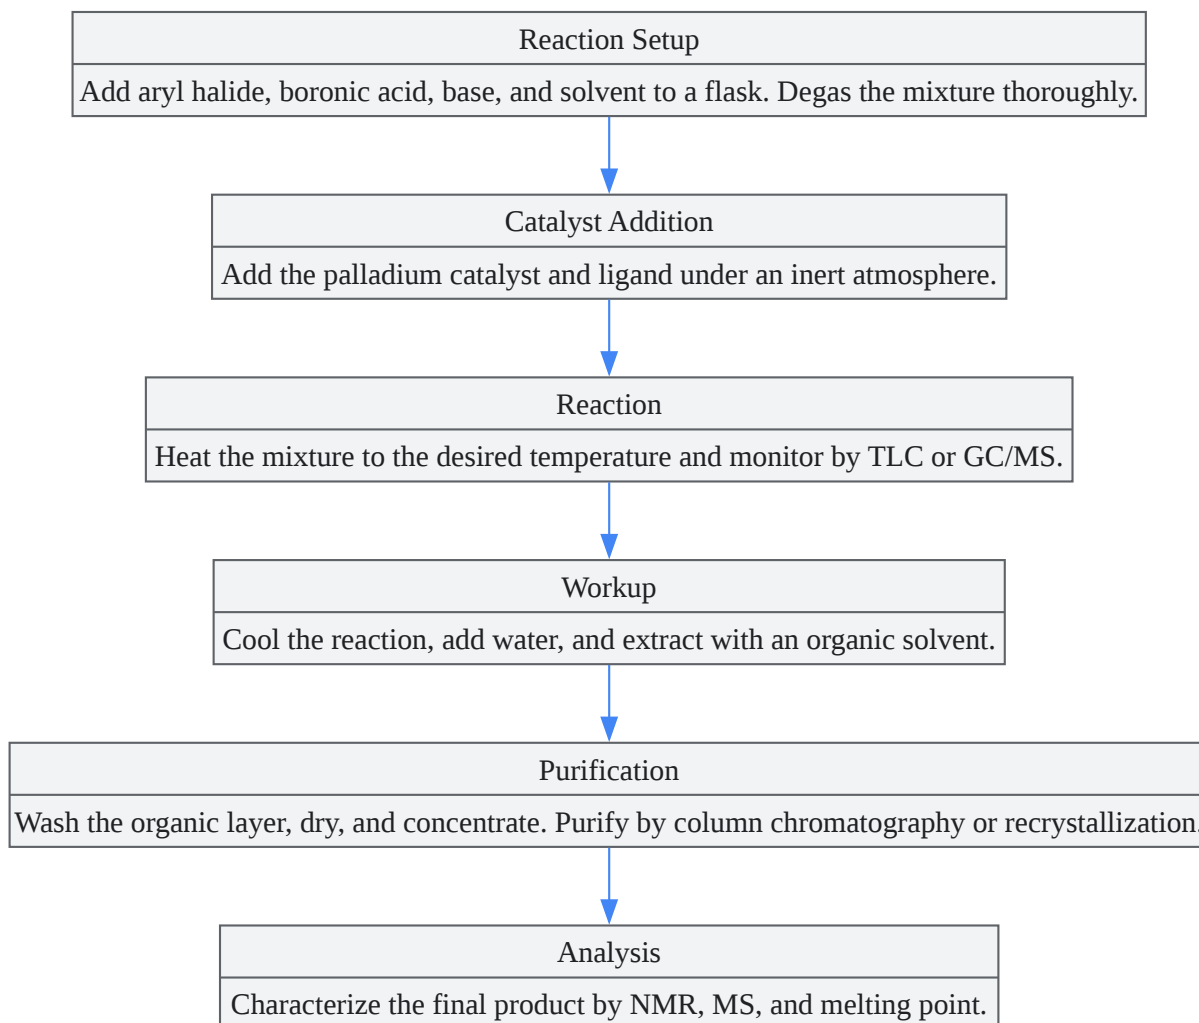 Reaction Setup
Add aryl halide, boronic acid, base, and solvent to a flask. Degas the mixture thoroughly.
Catalyst Addition
Add the palladium catalyst and ligand under an inert atmosphere.
Reaction
Heat the mixture to the desired temperature and monitor by TLC or GC/MS.
Workup
Cool the reaction, add water, and extract with an organic solvent.
Purification
Wash the organic layer, dry, and concentrate. Purify by column chromatography or recrystallization.
Analysis
Characterize the final product by NMR, MS, and melting point.